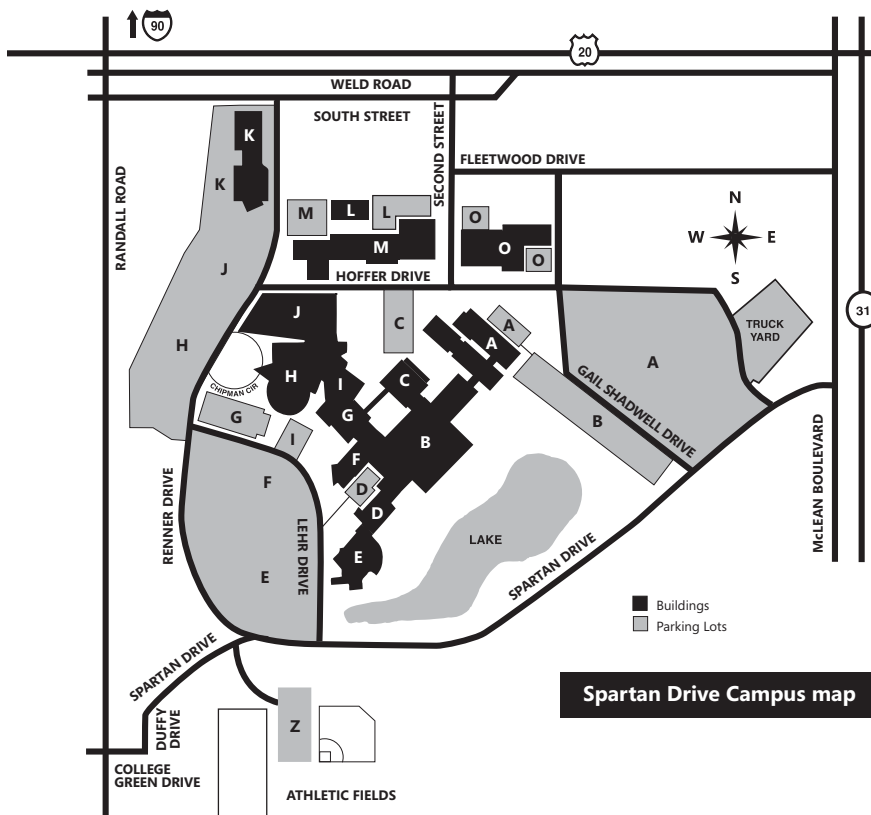 90
20
WELD ROAD
SOUTH STREET
SECOND STREET
FLEETWOOD DRIVE
RANDALL ROAD
K
K
M
L
L
M
O
O
O
HOFFER DRIVE
N
W
E
S
J
H
J
C
A
A
A
TRUCK
YARD
31
H
I
C
G
CHIPMAN CIR
G
I
B
B
GAIL SHADWELL DRIVE
F
F
D
D
E
E
LAKE
RENNER DRIVE
LEHR DRIVE
SPARTAN DRIVE
McLEAN BOULEVARD
Buildings
Parking Lots
SPARTAN DRIVE
Spartan Drive Campus map
DUFFY
DRIVE
Z
COLLEGE
GREEN DRIVE
ATHLETIC FIELDS